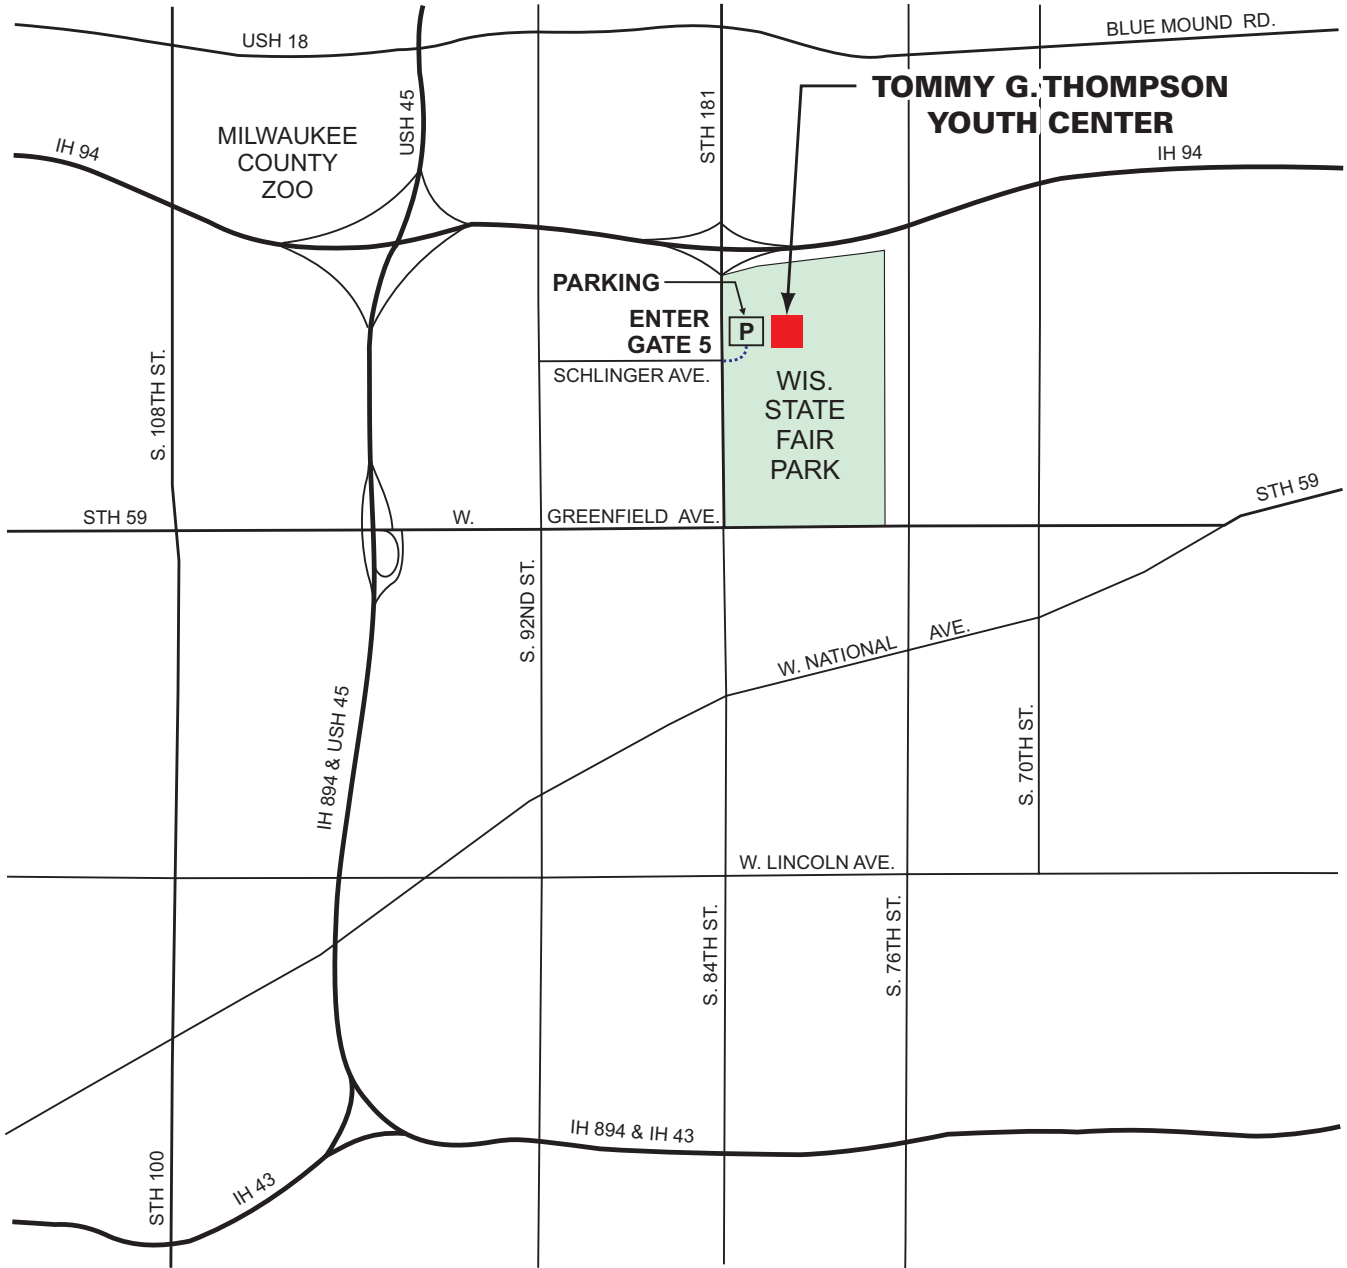 USH 18
BLUE MOUND RD.
TOMMY G. THOMPSON
YOUTH CENTER
USH 45
STH 181
MILWAUKEE
COUNTY
ZOO
IH 94
IH 94
PARKING
ENTER
GATE 5
P
SCHLINGER AVE.
WIS.
STATE
FAIR
PARK
S. 108TH ST.
STH 59
W. GREENFIELD AVE.
STH 59
S. 92ND ST.
W. NATIONAL AVE.
IH 894 & USH 45
S. 70TH ST.
W. LINCOLN AVE.
S. 84TH ST.
S. 76TH ST.
IH 894 & IH 43
STH 100
IH 43